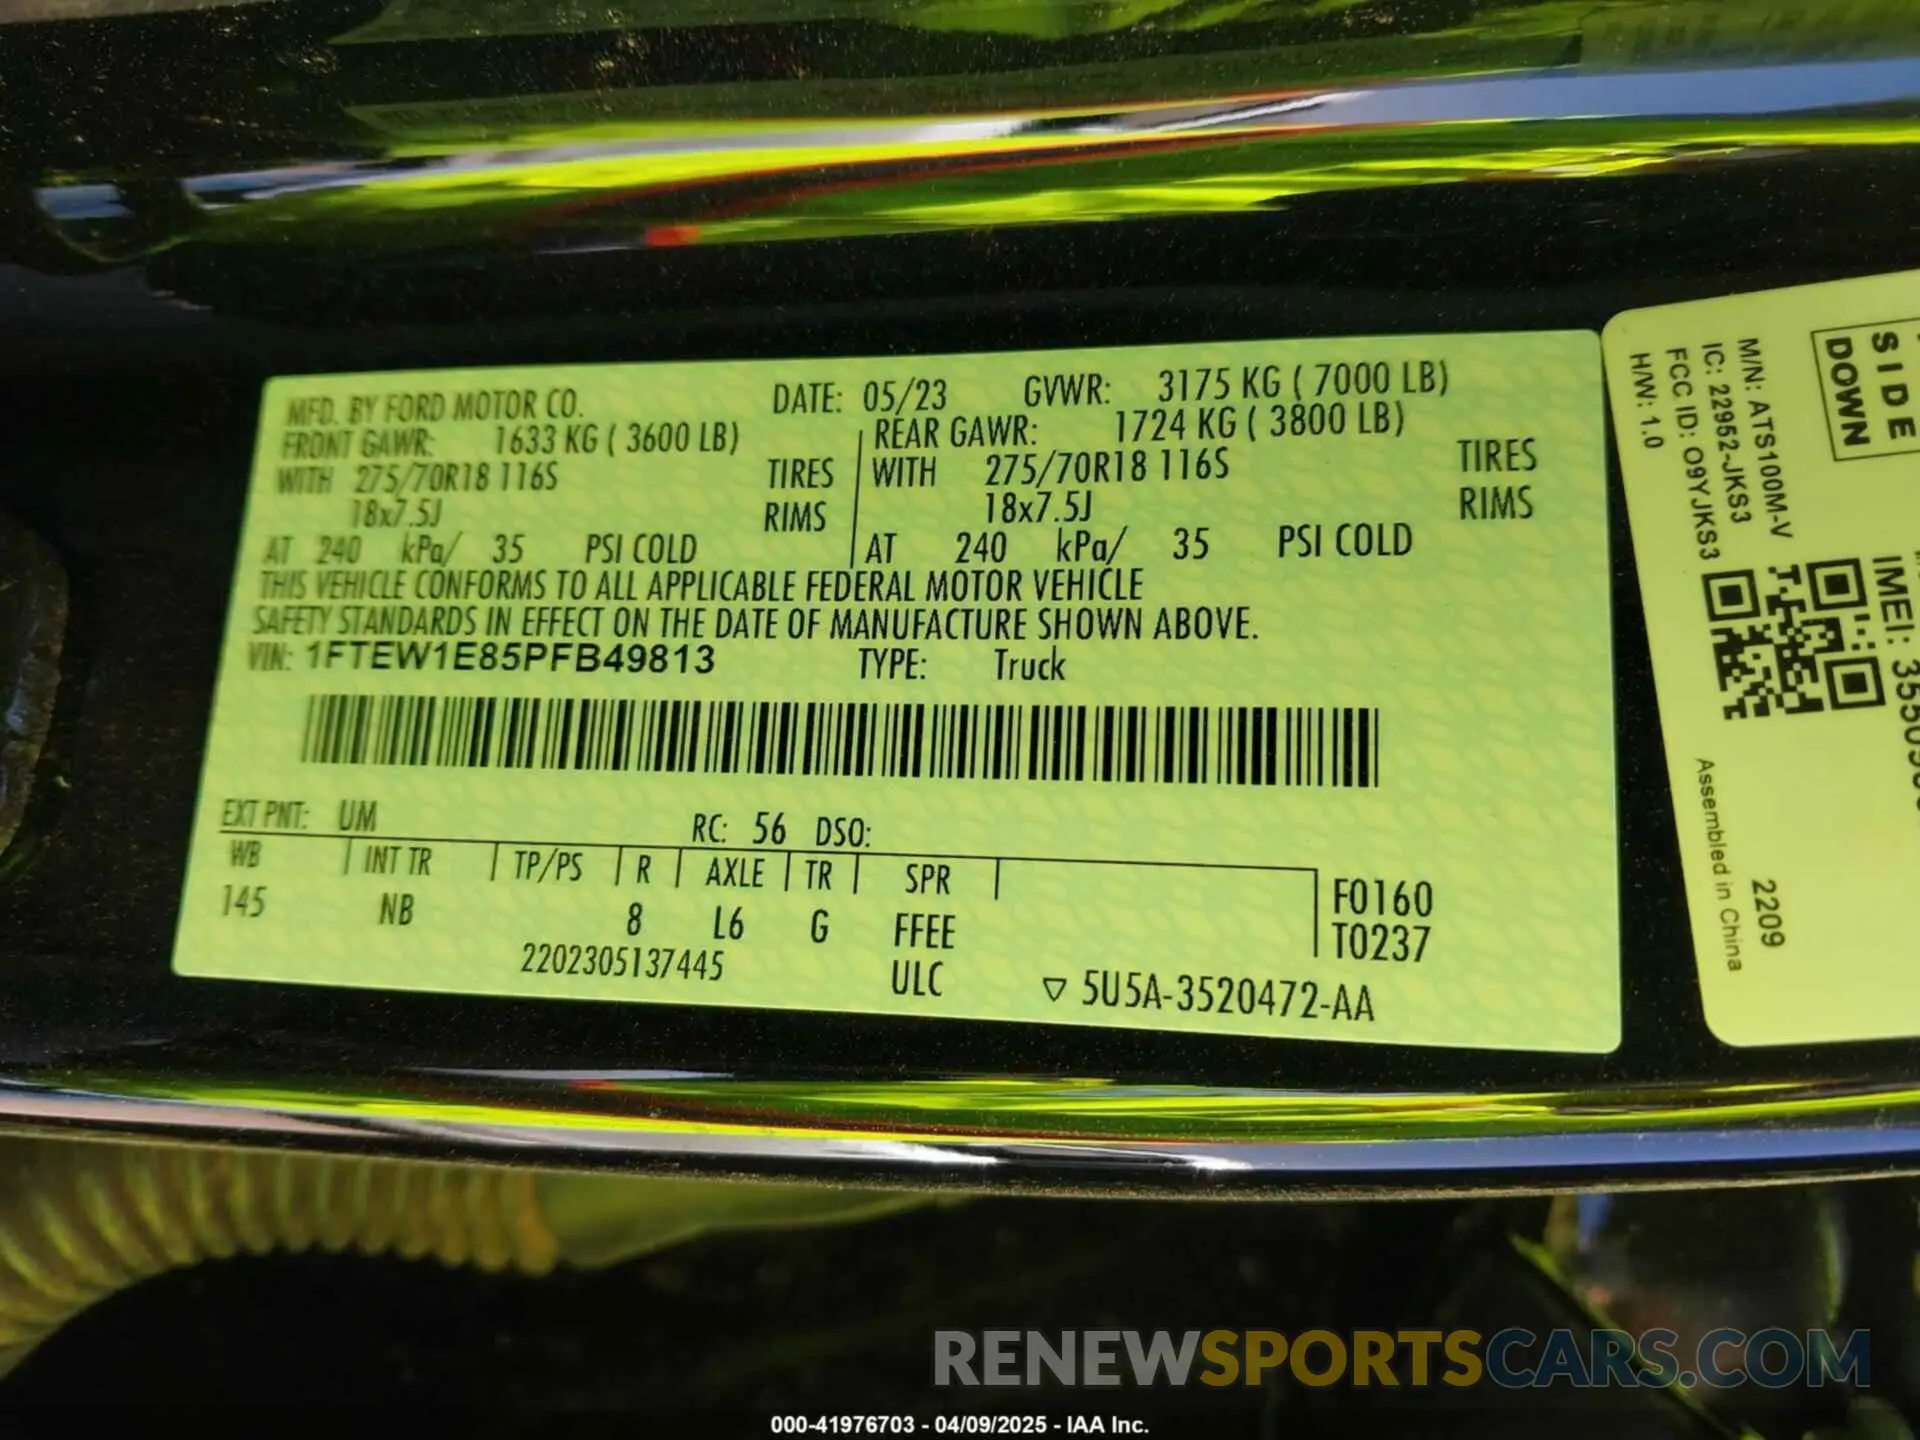 MFD. BY FORD MOTOR CO. DATE: 05/23 GVWR: 3175 KG ( 7000 LB)
FRONT GAWR: 1633 KG ( 3600 LB) REAR GAWR: 1724 KG ( 3800 LB)
WITH 275/70R18 116S TIRES WITH 275/70R18 116S TIRES
18x7.5J RIMS 18x7.5J RIMS
AT 240 kPa/ 35 PSI COLD AT 240 kPa/ 35 PSI COLD
THIS VEHICLE CONFORMS TO ALL APPLICABLE FEDERAL MOTOR VEHICLE
SAFETY STANDARDS IN EFFECT ON THE DATE OF MANUFACTURE SHOWN ABOVE.
VIN: 1FTEW1E85PFB49813 TYPE: Truck
EXT PNT: UM RC: 56 DSO:
WB INT TR TP/PS R AXLE TR SPR
145 NB 8 L6 G FFEE
F0160
T0237
2202305137445 ULC ▽ 5U5A-3520472-AA
SIDE
DOWN
M/N: ATS100M-V
IC: 22952-JKS3
FCC ID: O9YJKS3
H/W: 1.0
IMEI:
2209
Assembled in China
RENEWSPORTSCARS.COM
000-41976703 - 04/09/2025 - IAA Inc.